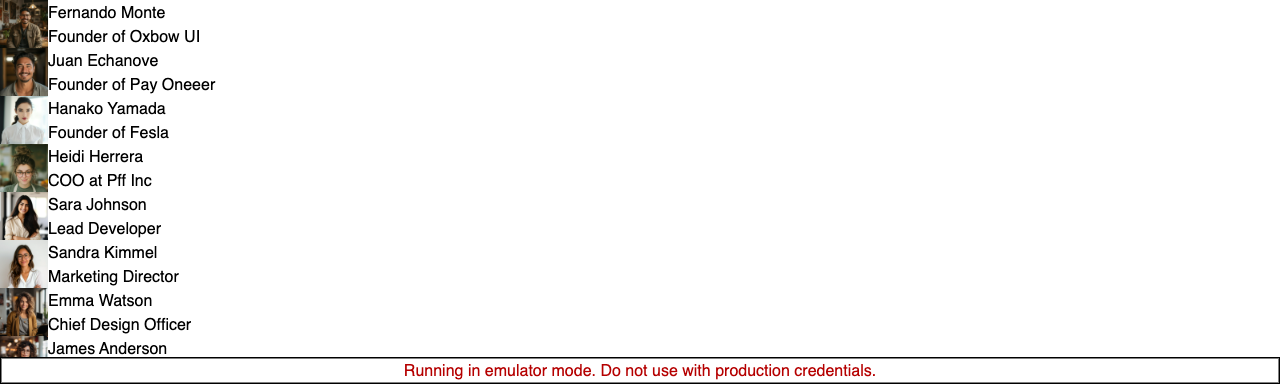 Fernando Monte
Founder of Oxbow UI
Juan Echanove
Founder of Pay Oneeer
Hanako Yamada
Founder of Fesla
Heidi Herrera
COO at Pff Inc
Sara Johnson
Lead Developer
Sandra Kimmel
Marketing Director
Emma Watson
Chief Design Officer
James Anderson
Running in emulator mode. Do not use with production credentials.